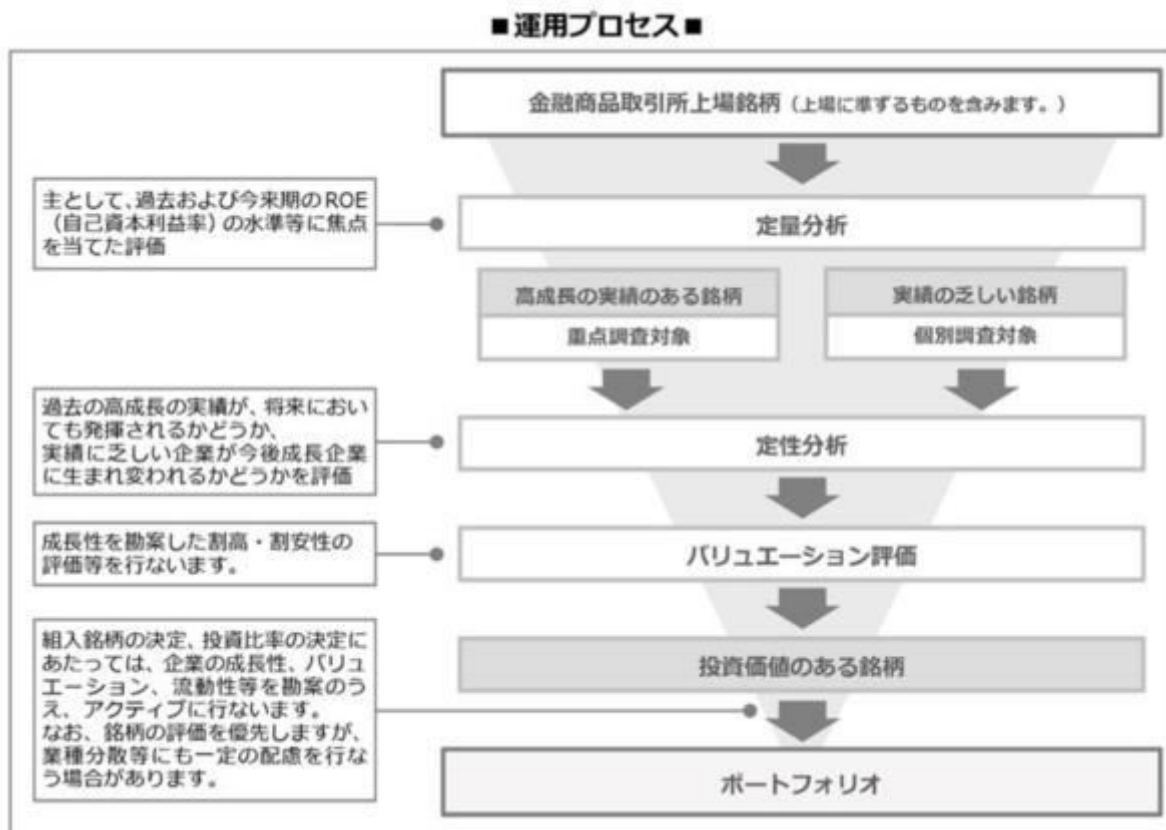 ■運用プロセス■
金融商品取引所上場銘柄（上場に準ずるものを含みます。）
主として、過去および今来期のROE
（自己資本利益率）の水準等に焦点
を当てた評価
定量分析
高成長の実績のある銘柄
重点調査対象
実績の乏しい銘柄
個別調査対象
過去の高成長の実績が、将来におい
ても発揮されるかどうか、
実績に乏しい企業が今後成長企業
に生まれ変われるかどうかを評価
定性分析
成長性を勘案した割高・割安性の
評価等を行ないます。
バリュエーション評価
組入銘柄の決定、投資比率の決定に
あたっては、企業の成長性、バリュ
エーション、流動性等を勘案のう
え、アクティブに行ないます。
なお、銘柄の評価を優先しますが、
業種分散等にも一定の配慮を行な
う場合があります。
投資価値のある銘柄
ポートフォリオ